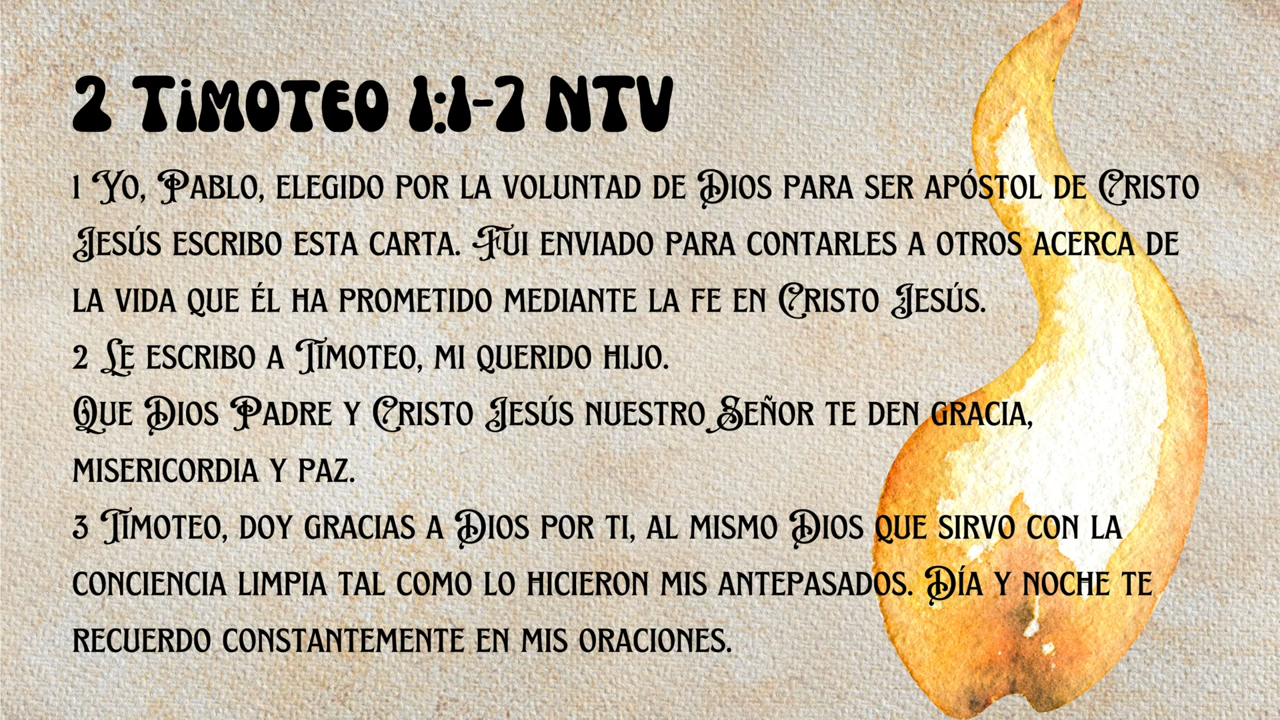 2 Timoteo 1:1-7 NTV
1 Yo, Pablo, elegido por la voluntad de Dios para ser apóstol de Cristo
Jesús escribo esta carta. Fui enviado para contarles a otros acerca de
la vida que él ha prometido mediante la fe en Cristo Jesús.
2 Le escribo a Timoteo, mi querido hijo.
Que Dios Padre y Cristo Jesús nuestro Señor te den gracia,
misericordia y paz.
3 Timoteo, doy gracias a Dios por ti, al mismo Dios que sirvo con la
conciencia limpia tal como lo hicieron mis antepasados. Día y noche te
recuerdo constantemente en mis oraciones.